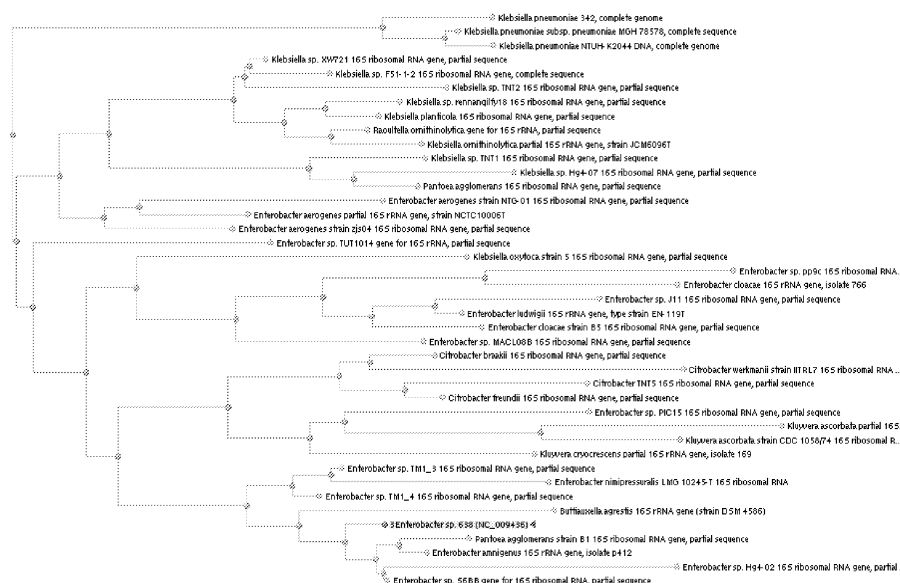 Klebsiella pneumoniae 342, complete genome
Klebsiella pneumoniae subsp. pneumoniae MGH 78578, complete sequence
Klebsiella pneumoniae NTUH-K2044 DNA, complete genome
Klebsiella sp. XW721 16S ribosomal RNA gene, partial sequence
Klebsiella sp. F51-1-2 16S ribosomal RNA gene, complete sequence
Klebsiella sp. TNT2 16S ribosomal RNA gene, partial sequence
Klebsiella sp. rennanqilfy18 16S ribosomal RNA gene, partial sequence
Klebsiella planticola 16S ribosomal RNA gene, partial sequence
Raoultella ornithinolytica gene for 16S rRNA, partial sequence
Klebsiella ornithinolytica partial 16S rRNA gene, strain JCM6096T
Klebsiella sp. TNT1 16S ribosomal RNA gene, partial sequence
Klebsiella sp. Hg4-07 16S ribosomal RNA gene, partial sequence
Pantoea agglomerans 16S ribosomal RNA gene, partial sequence
Enterobacter aerogenes strain NTG-01 16S ribosomal RNA gene, partial sequence
Enterobacter aerogenes partial 16S rRNA gene, strain NCTC10006T
Enterobacter aerogenes strain zjs04 16S ribosomal RNA gene, partial sequence
Enterobacter sp. TUT1014 gene for 16S rRNA, partial sequence
Klebsiella oxytoca strain 5 16S ribosomal RNA gene, partial sequence
Enterobacter sp. pp9c 16S ribosomal RNA.
Enterobacter cloacae 16S rRNA gene, isolate 766
Enterobacter sp. J11 16S ribosomal RNA gene, partial sequence
Enterobacter ludwigii 16S rRNA gene, type strain EN-119T
Enterobacter cloacae strain B5 16S ribosomal RNA gene, partial sequence
Enterobacter sp. MACL08B 16S ribosomal RNA gene, partial sequence
Citrobacter braakii 16S ribosomal RNA gene, partial sequence
Citrobacter werkmanii strain IITRL7 16S ribosomal RNA ..
Citrobacter TNT5 16S ribosomal RNA gene, partial sequence
Citrobacter freundii 16S ribosomal RNA gene, partial sequence
Enterobacter sp. PIC15 16S ribosomal RNA gene, partial sequence
Kluyvera ascorbata partial 16S
Kluyvera ascorbata strain CDC 1058/74 16S ribosomal R..
Kluyvera cryocrescens partial 16S rRNA gene, isolate 169
Enterobacter sp. TM1_3 16S ribosomal RNA gene, partial sequence
Enterobacter nimipressuralis LMG 10245-T 16S ribosomal RNA
Enterobacter sp. TM1_4 16S ribosomal RNA gene, partial sequence
Buttiauxella agrestis 16S rRNA gene (strain DSM 4586)
Enterobacter sp. 638 (NC_009436)
Pantoea agglomerans strain B1 16S ribosomal RNA gene, partial sequence
Enterobacter amnigenus 16S rRNA gene, isolate p412
Enterobacter sp. Hg4-02 16S ribosomal RNA gene, partial
Enterobacter sp. S6BB gene for 16S rRNA, partial sequence